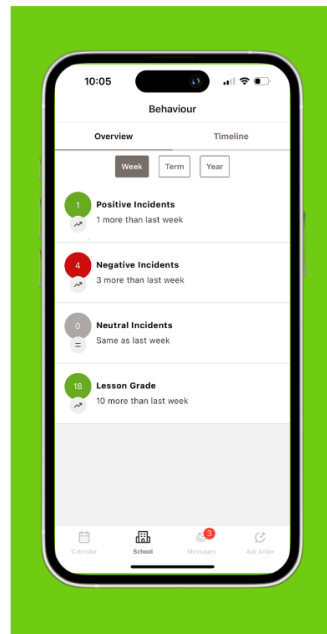 10:05
Behaviour
Overview Timeline
Week Term Year
1
Positive Incidents
1 more than last week
4
Negative Incidents
3 more than last week
0
Neutral Incidents
Same as last week
18
Lesson Grade
10 more than last week
3
Calendar School Messages Ask Arbor